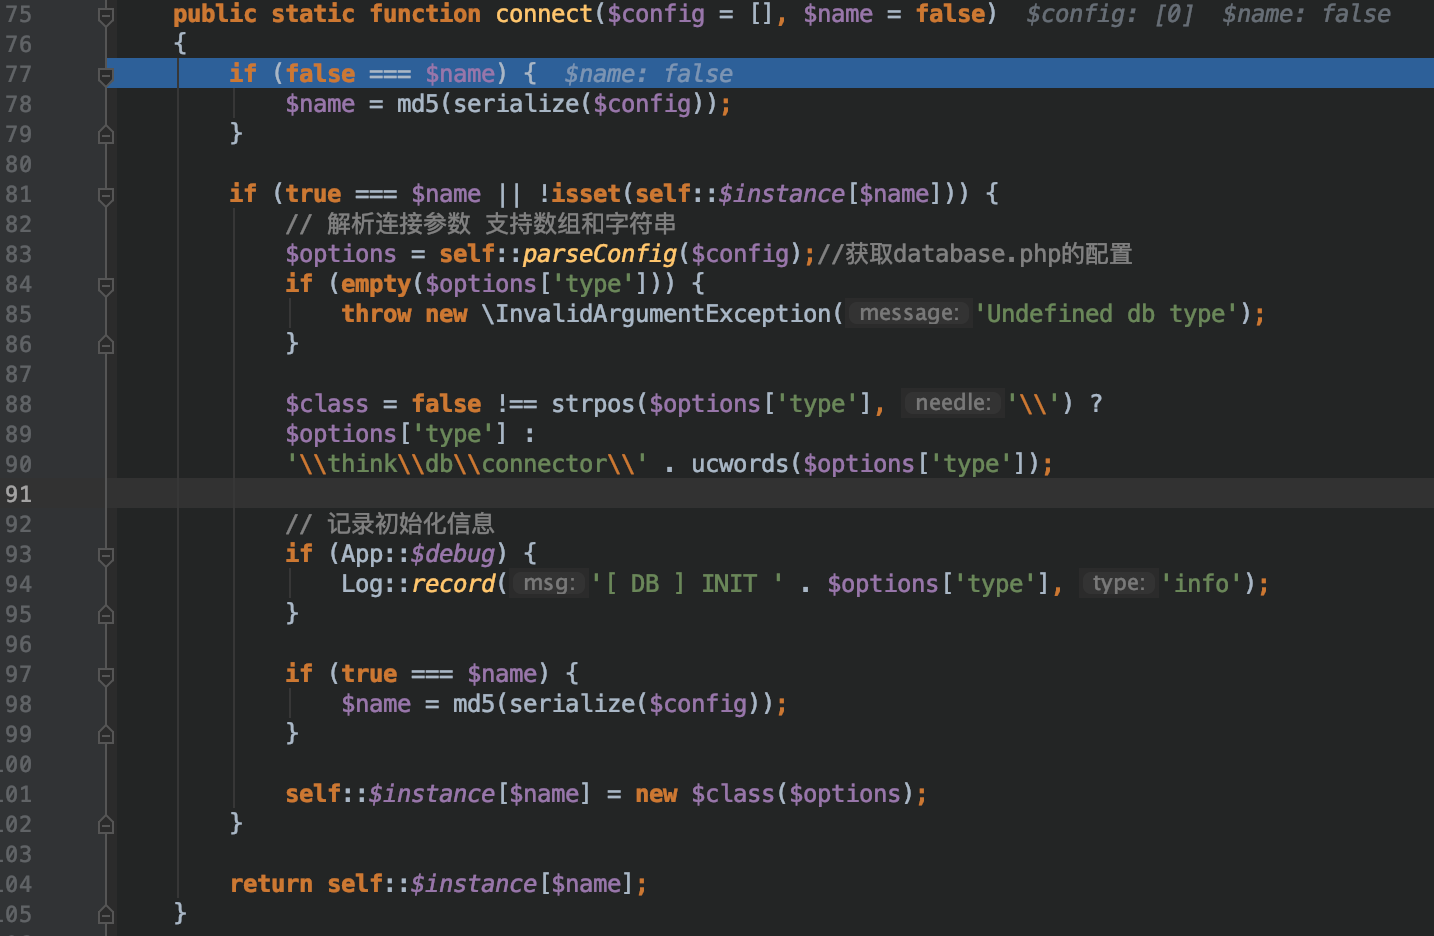 75 public static function connect($config = [], $name = false) $config: [0] $name: false
76 {
77 if (false === $name) { $name: false
78 $name = md5(serialize($config));
79 }
80
81 if (true === $name || !isset(self::$instance[$name])) {
82 // 解析连接参数 支持数组和字符串
83 $options = self::parseConfig($config);//获取database.php的配置
84 if (empty($options['type'])) {
85 throw new \InvalidArgumentException( message: 'Undefined db type');
86 }
87
88 $class = false !== strpos($options['type'], needle: '\\') ?
89 $options['type'] :
90 '\\think\\db\\connector\\' . ucwords($options['type']);
91
92 // 记录初始化信息
93 if (App::$debug) {
94 Log::record( msg: '[ DB ] INIT ' . $options['type'], type: 'info');
95 }
96
97 if (true === $name) {
98 $name = md5(serialize($config));
99 }
00
01 self::$instance[$name] = new $class($options);
02 }
03
04 return self::$instance[$name];
05 }